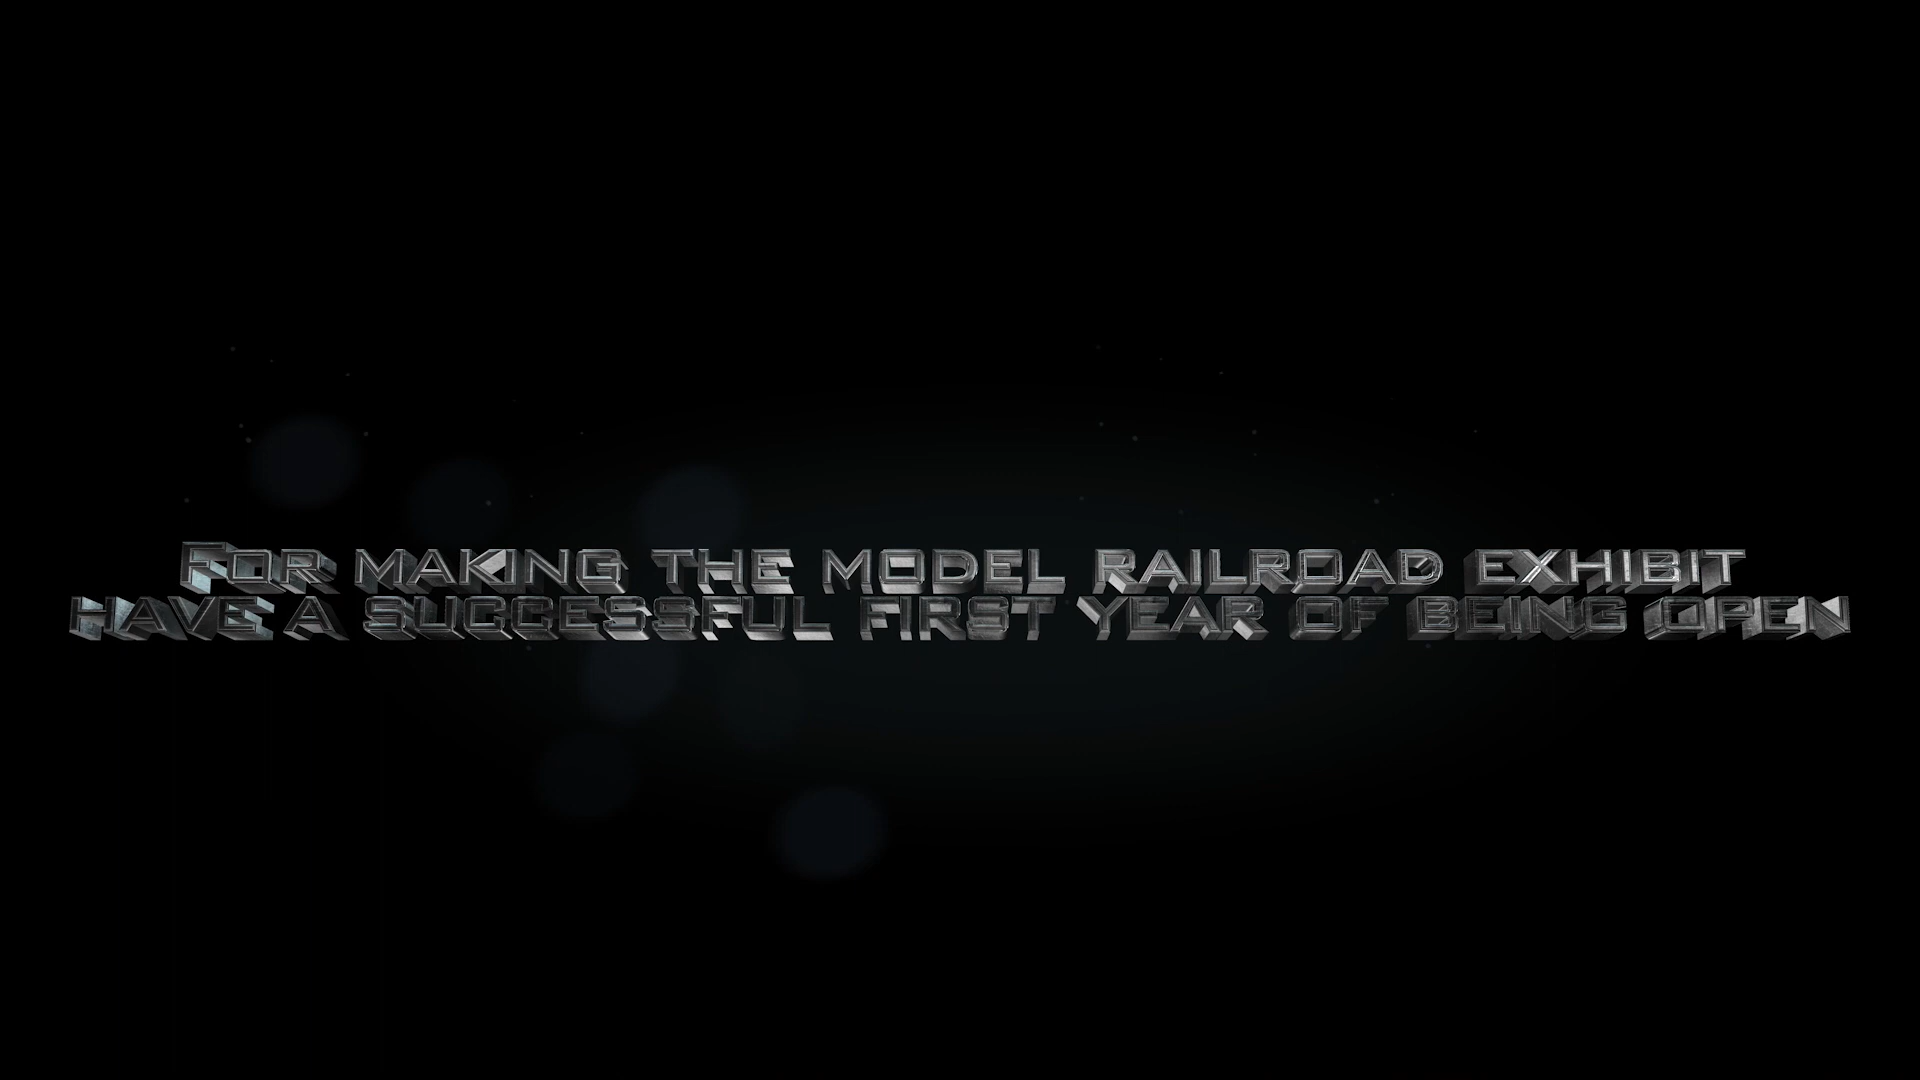 FOR MAKING THE MODEL RAILROAD EXHIBIT
HAVE A SUCCESSFUL FIRST YEAR OF BEING OPEN